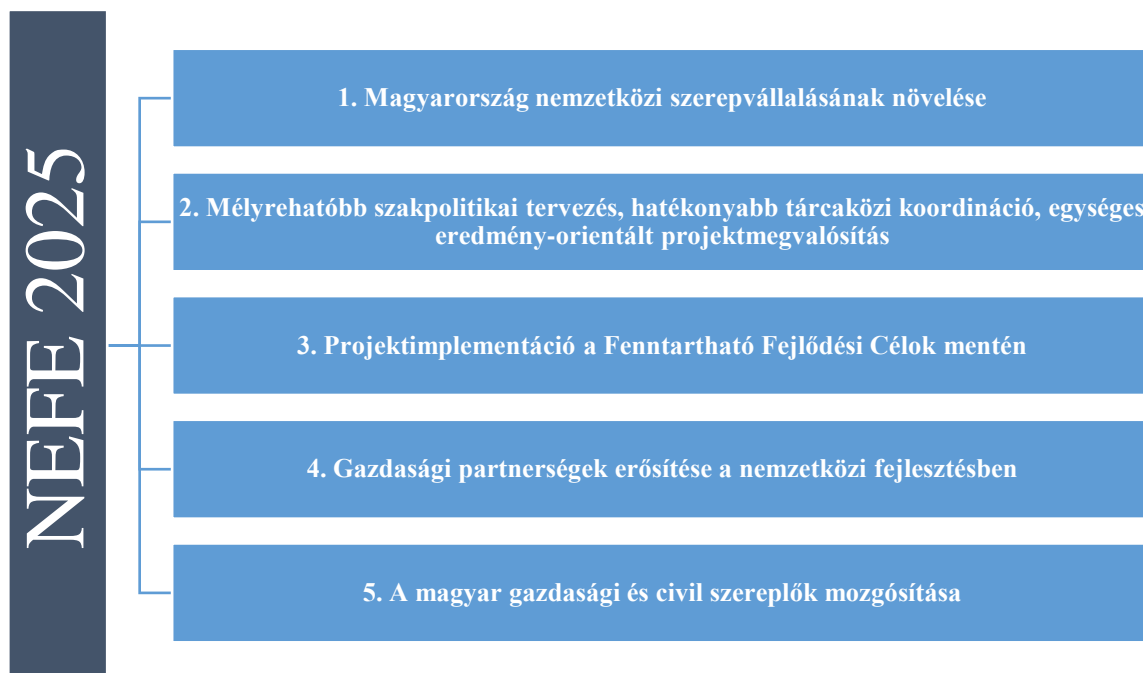 NEFE 2025
1. Magyarország nemzetközi szerepvállalásának növelése
2. Mélyrehatóbb szakpolitikai tervezés, hatékonyabb tárcaközi koordináció, egységes
eredmény-orientált projektmegvalósítás
3. Projektimplementáció a Fenntartható Fejlődési Célok mentén
4. Gazdasági partnerségek erősítése a nemzetközi fejlesztésben
5. A magyar gazdasági és civil szereplők mozgósítása